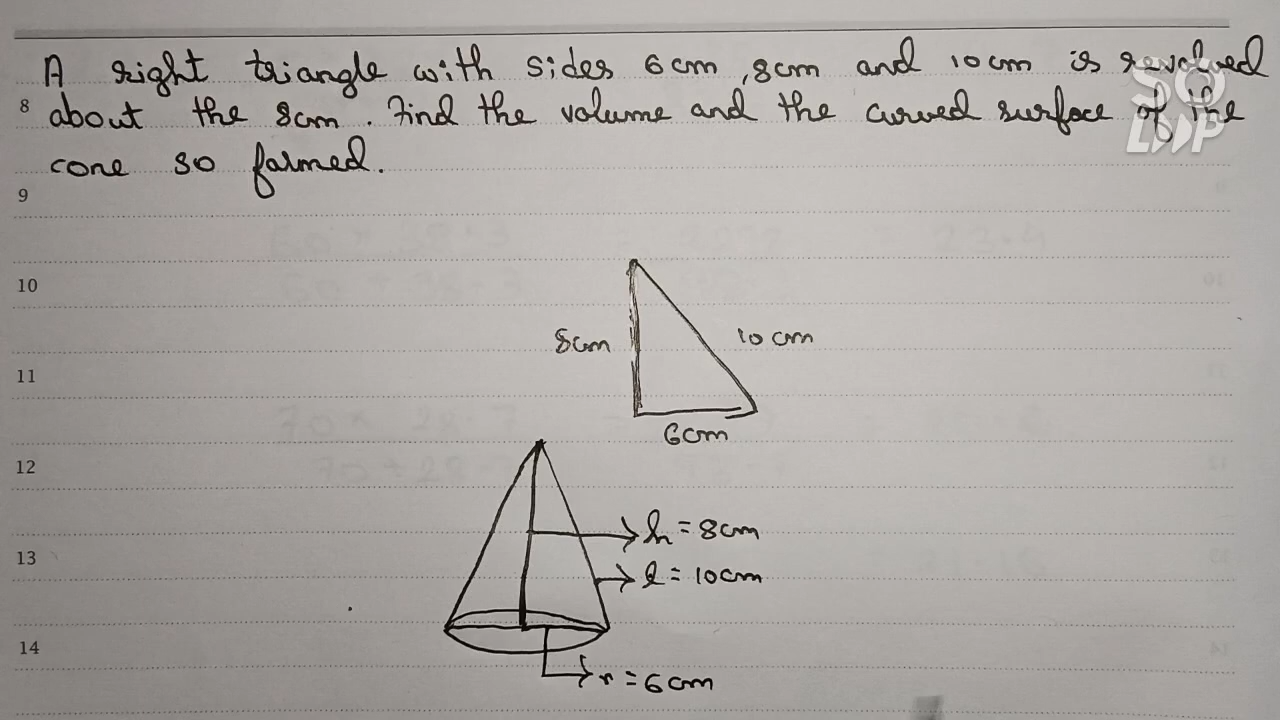 A right triangle with sides 6cm, 8cm and 10cm is revolved
8 about the 8cm. Find the volume and the curved surface of the
cone so formed.
9
10
8cm 10 cm
11
6cm
12
h = 8cm
13
l = 10cm
14
r = 6cm
SO
LOOP